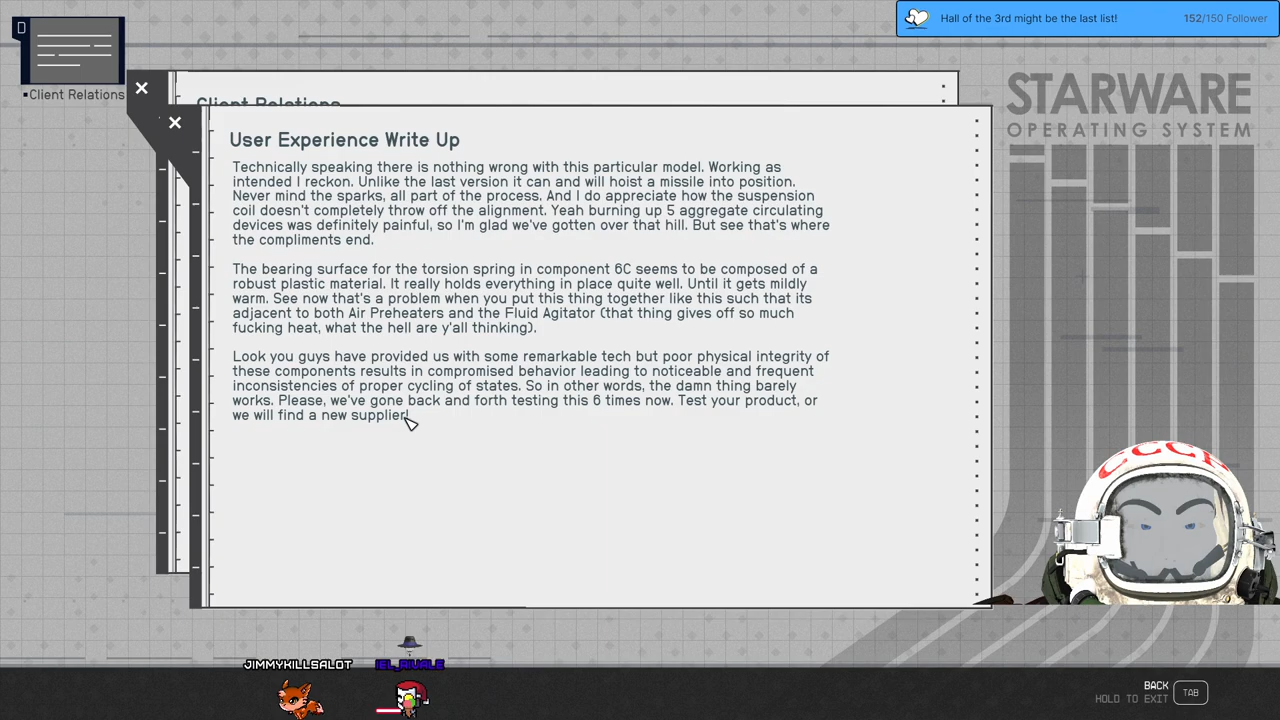 D
Hall of the 3rd might be the last list!
152/150 Follower
Client Relations
STARWARE
OPERATING SYSTEM
Client Relations
User Experience Write Up
Technically speaking there is nothing wrong with this particular model. Working as
intended I reckon. Unlike the last version it can and will hoist a missile into position.
Never mind the sparks, all part of the process. And I do appreciate how the suspension
coil doesn't completely throw off the alignment. Yeah burning up 5 aggregate circulating
devices was definitely painful, so I'm glad we've gotten over that hill. But see that's where
the compliments end.
The bearing surface for the torsion spring in component 6C seems to be composed of a
robust plastic material. It really holds everything in place quite well. Until it gets mildly
warm. See now that's a problem when you put this thing together like this such that its
adjacent to both Air Preheaters and the Fluid Agitator (that thing gives off so much
fucking heat, what the hell are y'all thinking).
Look you guys have provided us with some remarkable tech but poor physical integrity of
these components results in compromised behavior leading to noticeable and frequent
inconsistencies of proper cycling of states. So in other words, the damn thing barely
works. Please, we've gone back and forth testing this 6 times now. Test your product, or
we will find a new supplier!
CCCP
JIMMYKILLSALOT
IEL_RIVALE
BACK
HOLD TO EXIT
TAB